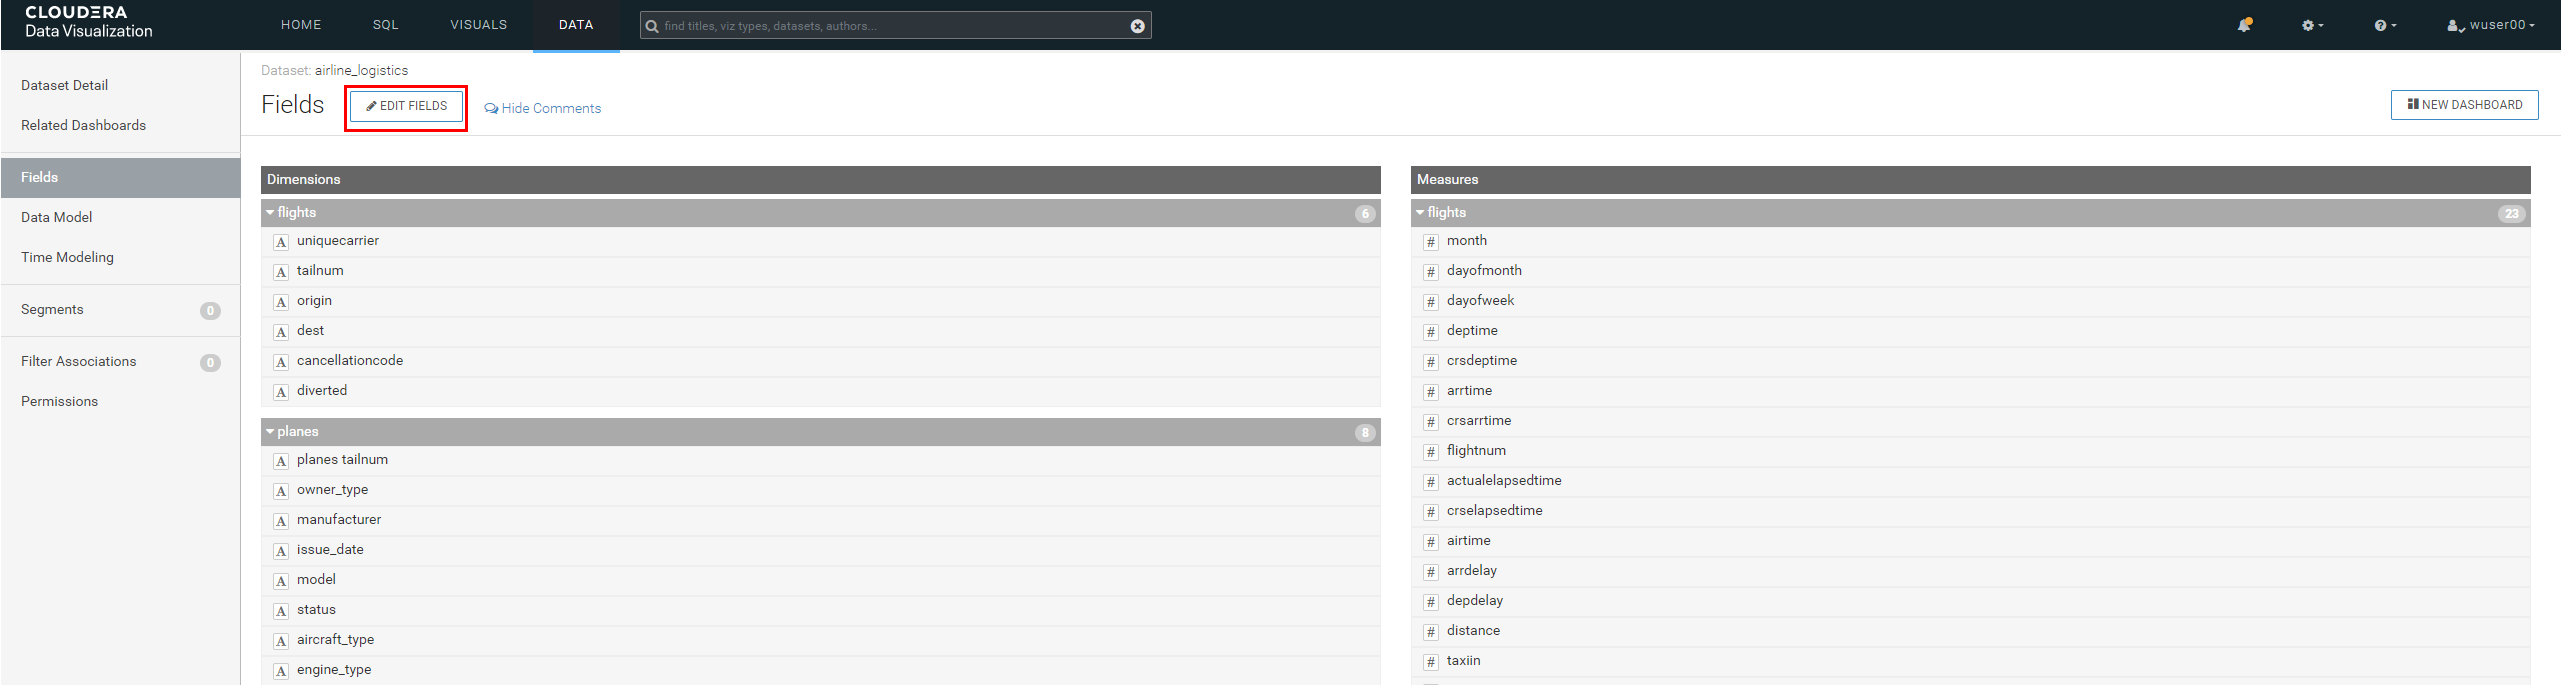 CLOUDERA
Data Visualization
HOME
SQL
VISUALS
DATA
find titles, viz types, datasets, authors...
wuser00
Dataset Detail
Related Dashboards
Fields
Data Model
Time Modeling
Segments 0
Filter Associations 0
Permissions
Dataset: airline_logistics
Fields
EDIT FIELDS
Hide Comments
NEW DASHBOARD
Dimensions
flights 6
A uniquecarrier
A tailnum
A origin
A dest
A cancellationcode
A diverted
planes 8
A planes tailnum
A owner_type
A manufacturer
A issue_date
A model
A status
A aircraft_type
A engine_type
Measures
flights 23
# month
# dayofmonth
# dayofweek
# deptime
# crsdeptime
# arrtime
# crsarrtime
# flightnum
# actualelapsedtime
# crselapsedtime
# airtime
# arrdelay
# depdelay
# distance
# taxiin